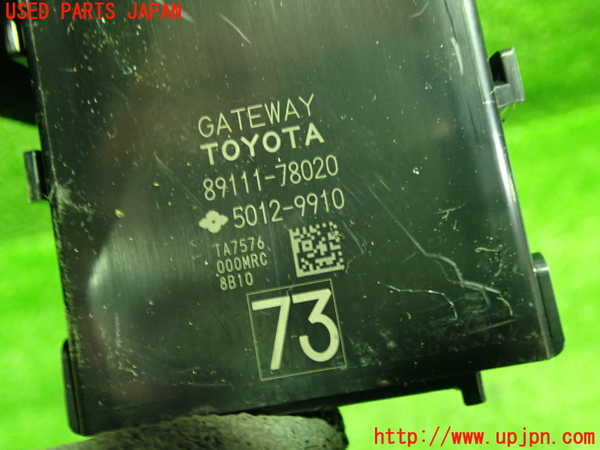 USED PARTS JAPAN
GATEWAY
TOYOTA
89111-78020
5012-9910
TA7576
000MRC
8B10
73
http://www.upjpn.com